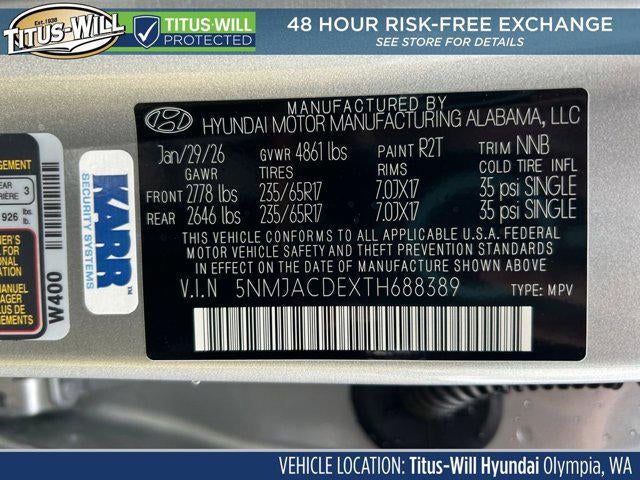 Est.1938
TITUS-WILL
TITUS-WILL
PROTECTED
48 HOUR RISK-FREE EXCHANGE
SEE STORE FOR DETAILS
MANUFACTURED BY
HYUNDAI MOTOR MANUFACTURING ALABAMA, LLC
Jan/29/26 GVWR 4861 lbs PAINT R2T TRIM NNB
GAWR TIRES RIMS COLD TIRE INFL
FRONT 2778 lbs 235/65R17 7.0JX17 35 psi SINGLE
REAR 2646 lbs 235/65R17 7.0JX17 35 psi SINGLE
THIS VEHICLE CONFORMS TO ALL APPLICABLE U.S.A. FEDERAL
MOTOR VEHICLE SAFETY AND THEFT PREVENTION STANDARDS
IN EFFECT ON THE DATE OF MANUFACTURE SHOWN ABOVE.
V.I.N 5NMJACDEXTH688389 TYPE: MPV
KARR
SECURITY SYSTEMS
W400
3
926 lbs.
VEHICLE LOCATION: Titus-Will Hyundai Olympia, WA